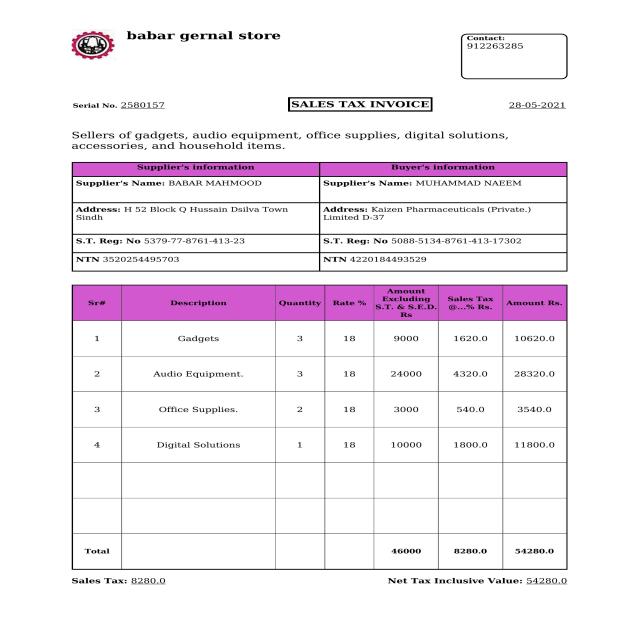 babar gernal store
Contact:
912263285
Serial No. 2580157
SALES TAX INVOICE
28-05-2021
Sellers of gadgets, audio equipment, office supplies, digital solutions,
accessories, and household items.
Supplier's information Buyer's information
Supplier's Name: BABAR MAHMOOD Supplier's Name: MUHAMMAD NAEEM
Address: H 52 Block Q Hussain Dsilva Town
Sindh
Address: Kaizen Pharmaceuticals (Private.)
Limited D-37
S.T. Reg: No 5379-77-8761-413-23 S.T. Reg: No 5088-5134-8761-413-17302
NTN 3520254495703 NTN 4220184493529
Sr# Description Quantity Rate % Amount Excluding S.T. & S.E.D. Rs Sales Tax @...% Rs. Amount Rs.
1 Gadgets 3 18 9000 1620.0 10620.0
2 Audio Equipment. 3 18 24000 4320.0 28320.0
3 Office Supplies. 2 18 3000 540.0 3540.0
4 Digital Solutions 1 18 10000 1800.0 11800.0
Total 46000 8280.0 54280.0
Sales Tax: 8280.0 Net Tax Inclusive Value: 54280.0